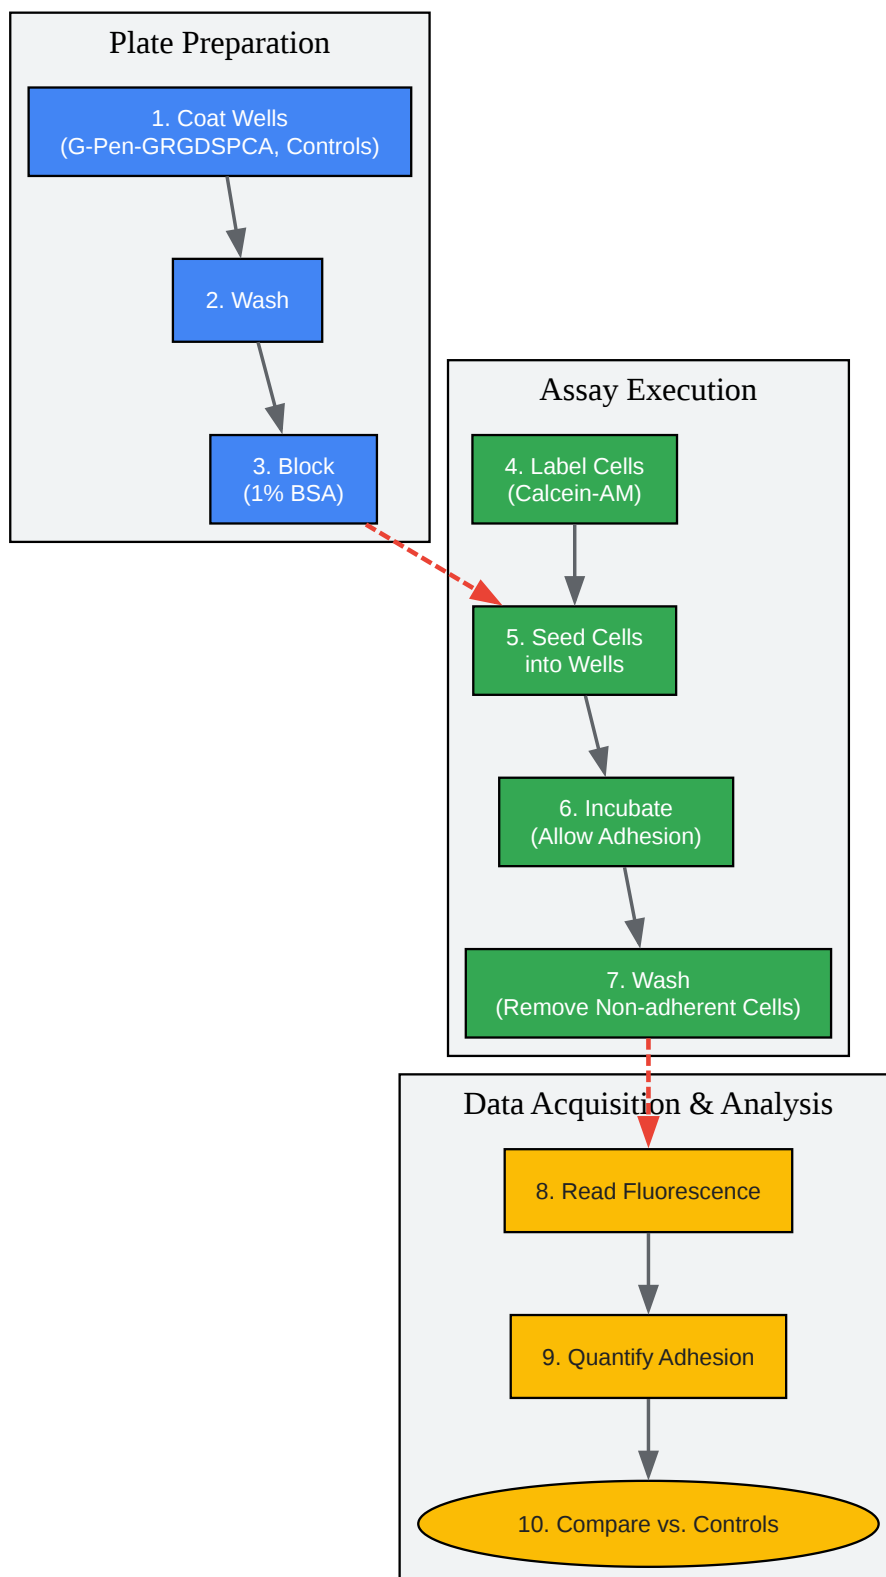 Plate Preparation
1. Coat Wells
(G-Pen-GRGDSPCA, Controls)
2. Wash
3. Block
(1% BSA)
Assay Execution
4. Label Cells
(Calcein-AM)
5. Seed Cells
into Wells
6. Incubate
(Allow Adhesion)
7. Wash
(Remove Non-adherent Cells)
Data Acquisition & Analysis
8. Read Fluorescence
9. Quantify Adhesion
10. Compare vs. Controls